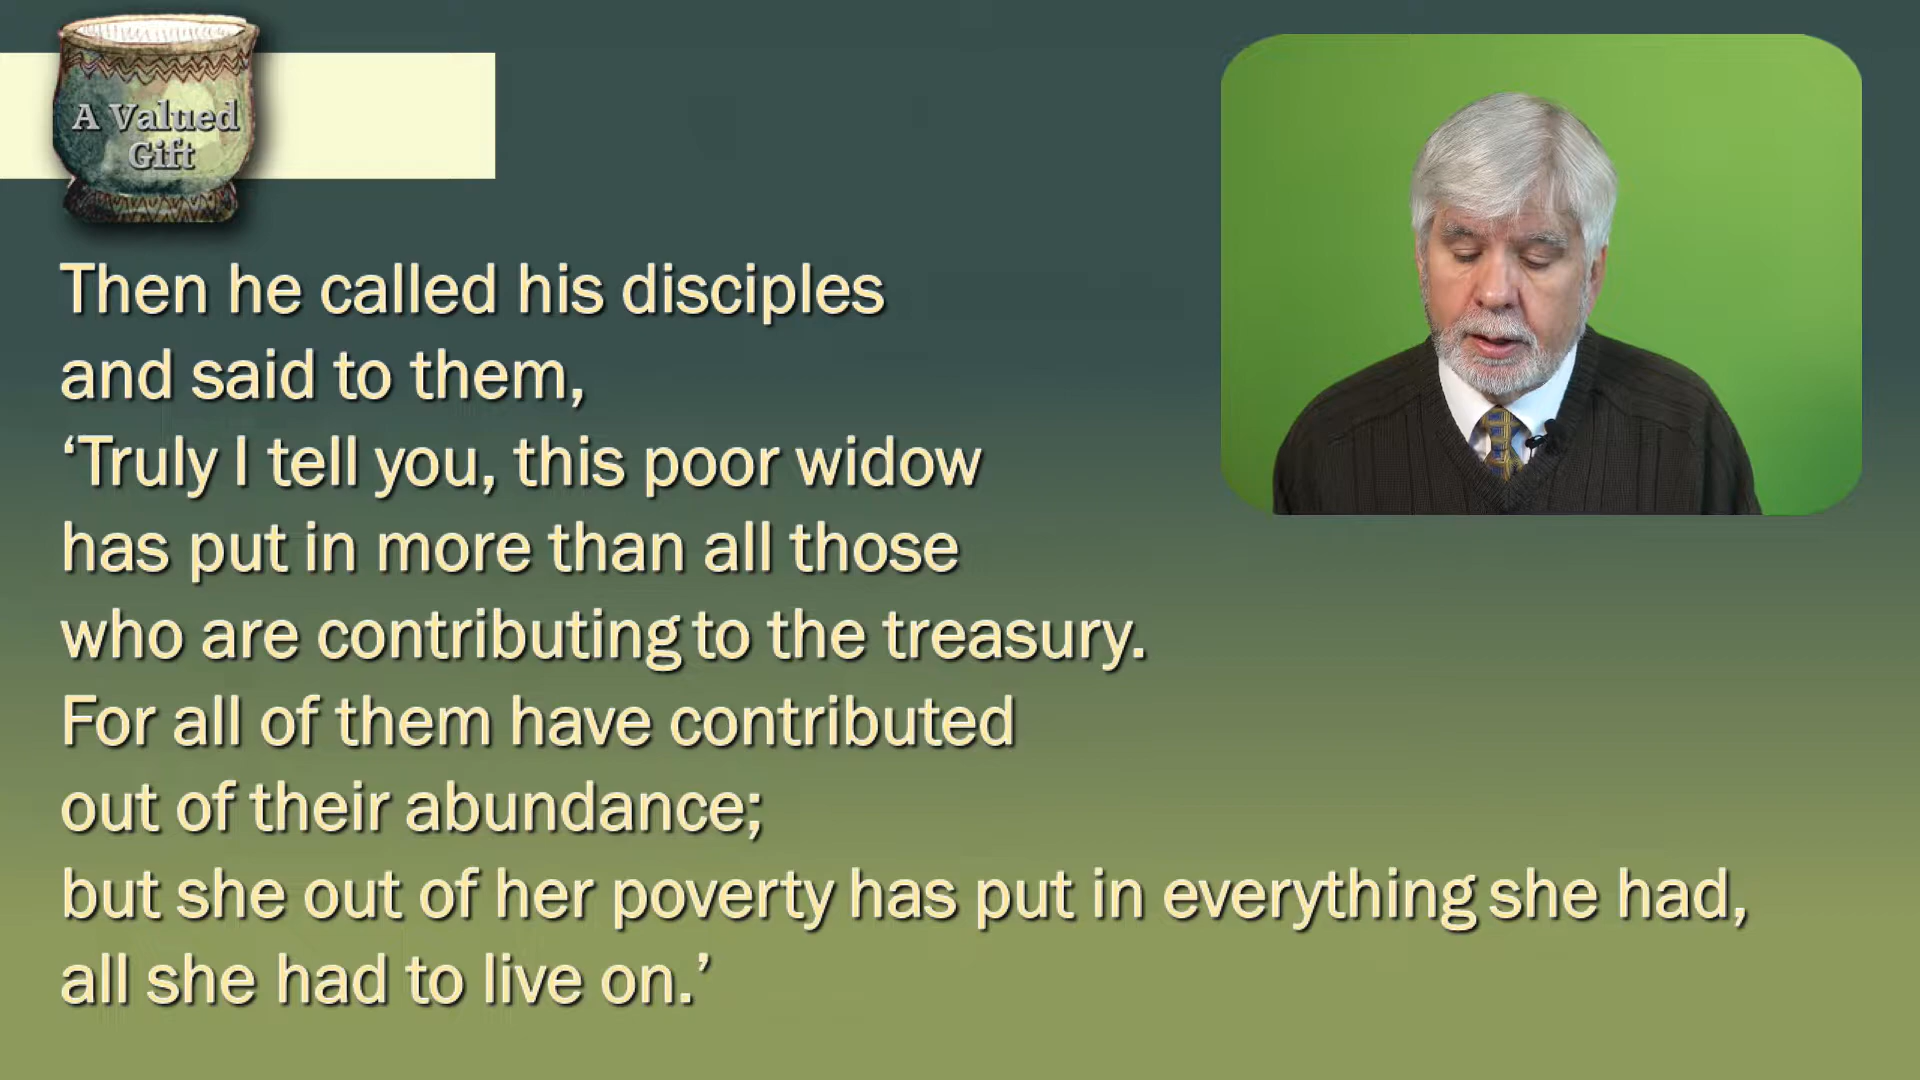 A Valued
Gift
Then he called his disciples
and said to them,
‘Truly I tell you, this poor widow
has put in more than all those
who are contributing to the treasury.
For all of them have contributed
out of their abundance;
but she out of her poverty has put in everything she had,
all she had to live on.’